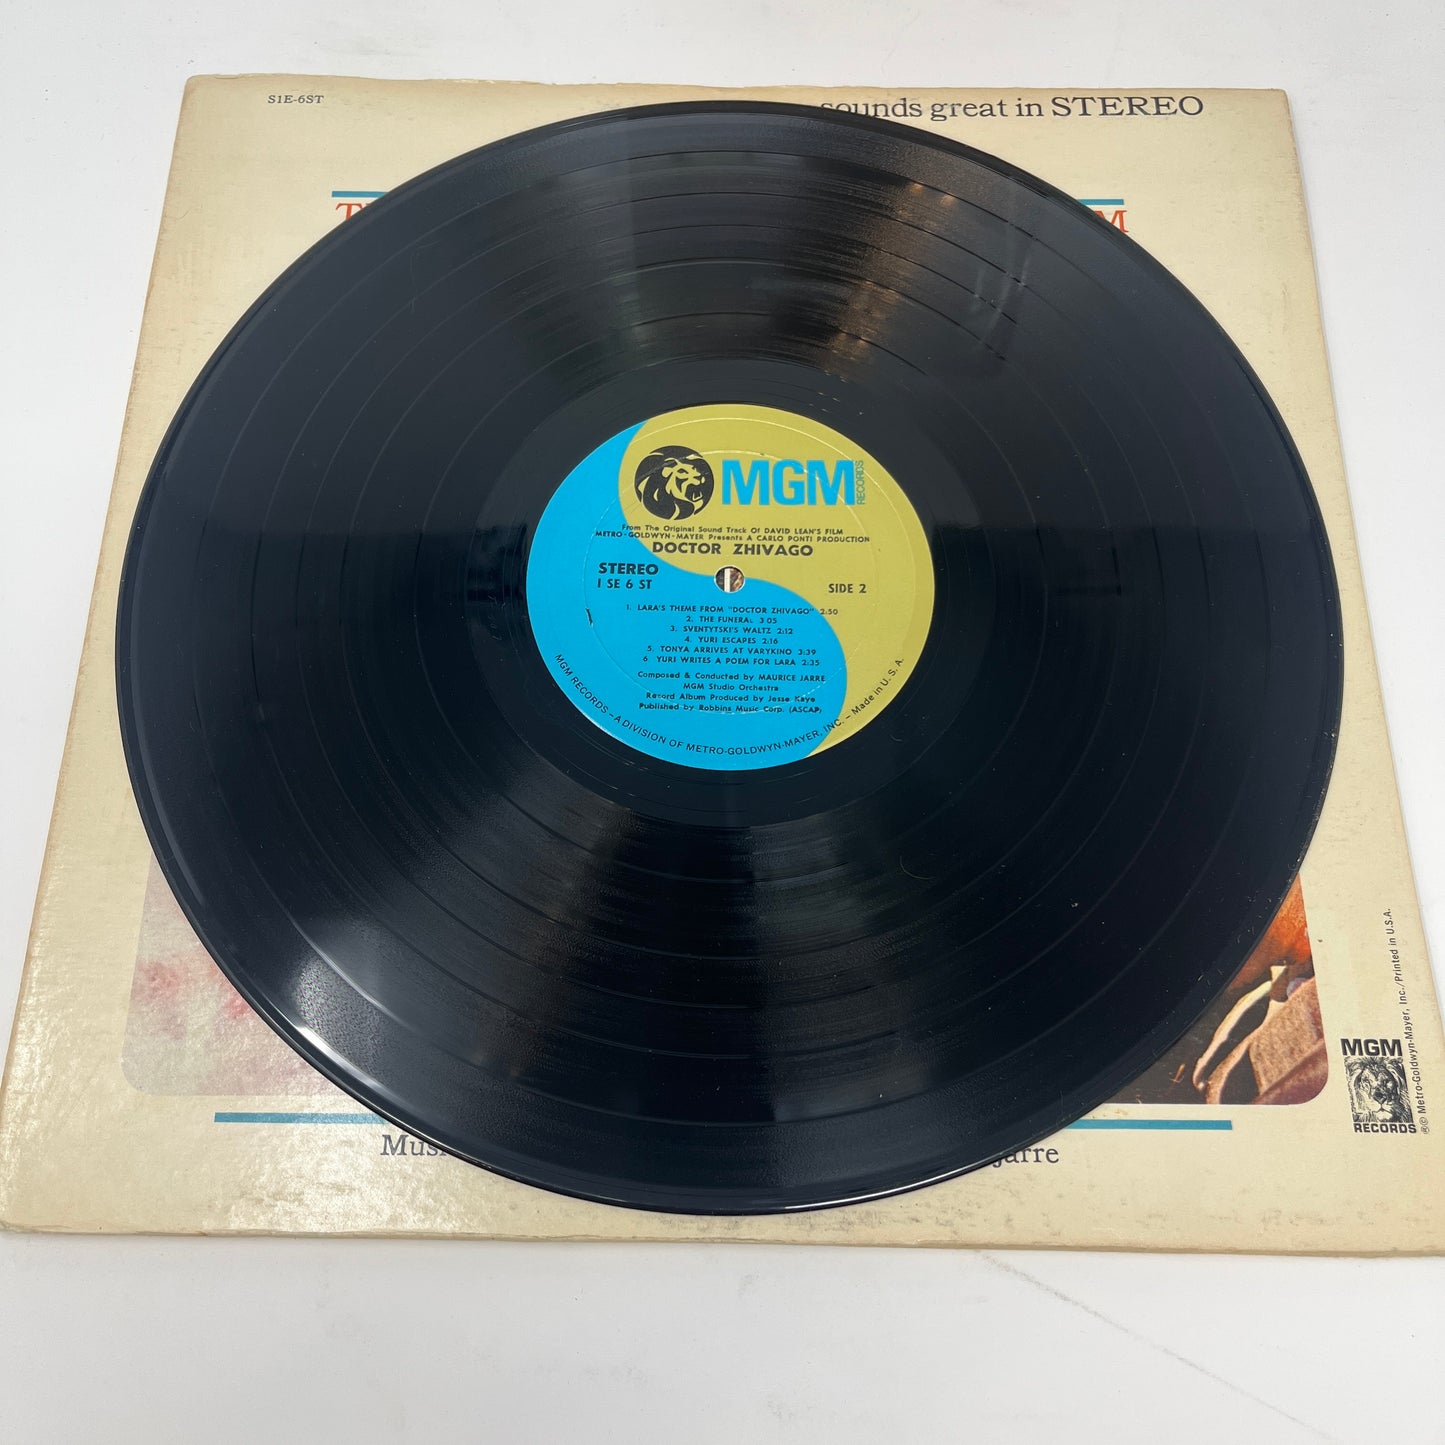 S1E-6ST
sounds great in STEREO
MGM
RECORDS
From The Original Sound Track Of DAVID LEAN'S FILM
METRO-GOLDWYN-MAYER Presents A CARLO PONTI PRODUCTION
DOCTOR ZHIVAGO
STEREO
1 SE 6 ST
SIDE 2
1. LARA'S THEME FROM "DOCTOR ZHIVAGO" 2:50
2. THE FUNERAL 3:05
3. SVENTYTSKI'S WALTZ 2:12
4. YURI ESCAPES 2:16
5. TONYA ARRIVES AT VARYKINO 3:39
6 YURI WRITES A POEM FOR LARA 2:35
Composed & Conducted by MAURICE JARRE
MGM Studio Orchestra
Record Album Produced by Jesse Kaye
Published by Robbins Music Corp. (ASCAP)
MGM RECORDS – A DIVISION OF METRO-GOLDWYN-MAYER, INC. – Made in U. S. A.
MGM
RECORDS
℗© Metro-Goldwyn-Mayer, Inc./Printed in U.S.A.